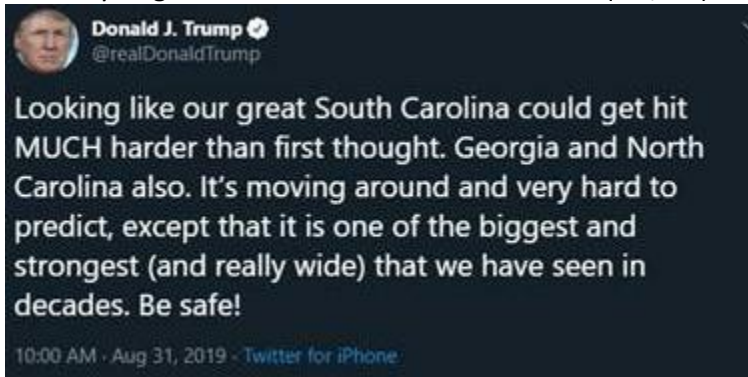 Donald J. Trump
@realDonaldTrump
Looking like our great South Carolina could get hit
MUCH harder than first thought. Georgia and North
Carolina also. It's moving around and very hard to
predict, except that it is one of the biggest and
strongest (and really wide) that we have seen in
decades. Be safe!
10:00 AM · Aug 31, 2019 · Twitter for iPhone